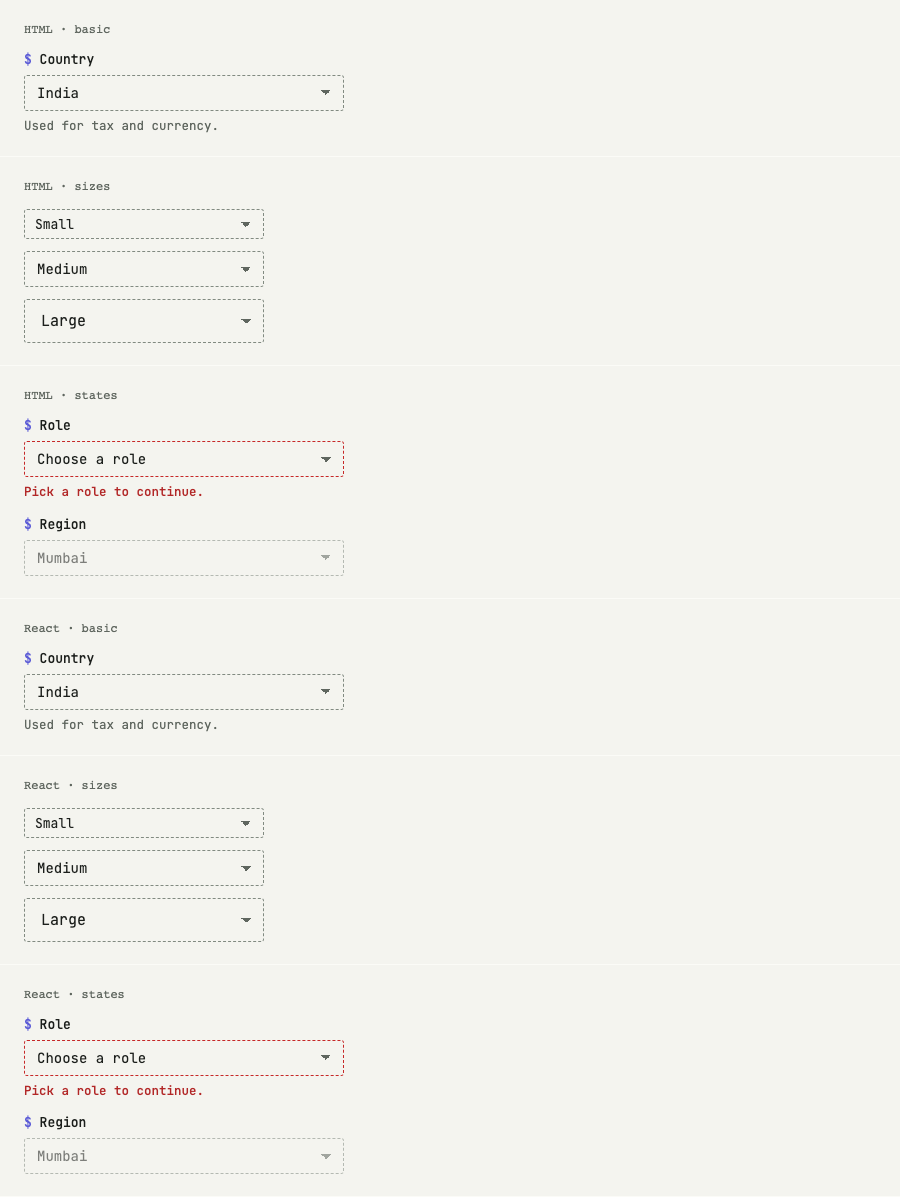 HTML · basic
$ Country
India
Used for tax and currency.
HTML · sizes
Small
Medium
Large
HTML · states
$ Role
Choose a role
Pick a role to continue.
$ Region
Mumbai
React · basic
$ Country
India
Used for tax and currency.
React · sizes
Small
Medium
Large
React · states
$ Role
Choose a role
Pick a role to continue.
$ Region
Mumbai